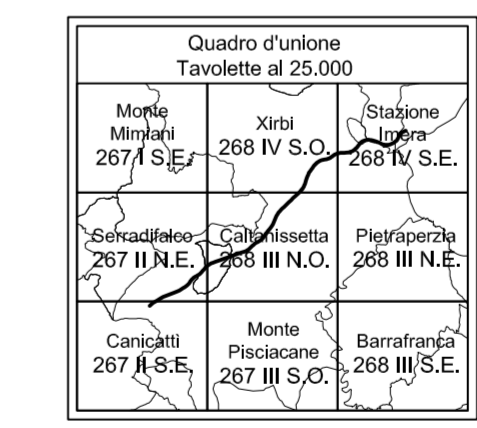 Quadro d'unione
Tavolette al 25.000
Monte
Mimiani
267 I S.E.
Xirbi
268 IV S.O.
Stazione
Imera
268 IV S.E.
Serradifalco
267 II N.E.
Caltanissetta
268 III N.O.
Pietraperzia
268 III N.E.
Canicattì
267 II S.E.
Monte
Pisciacane
267 III S.O.
Barrafranca
268 III S.E.